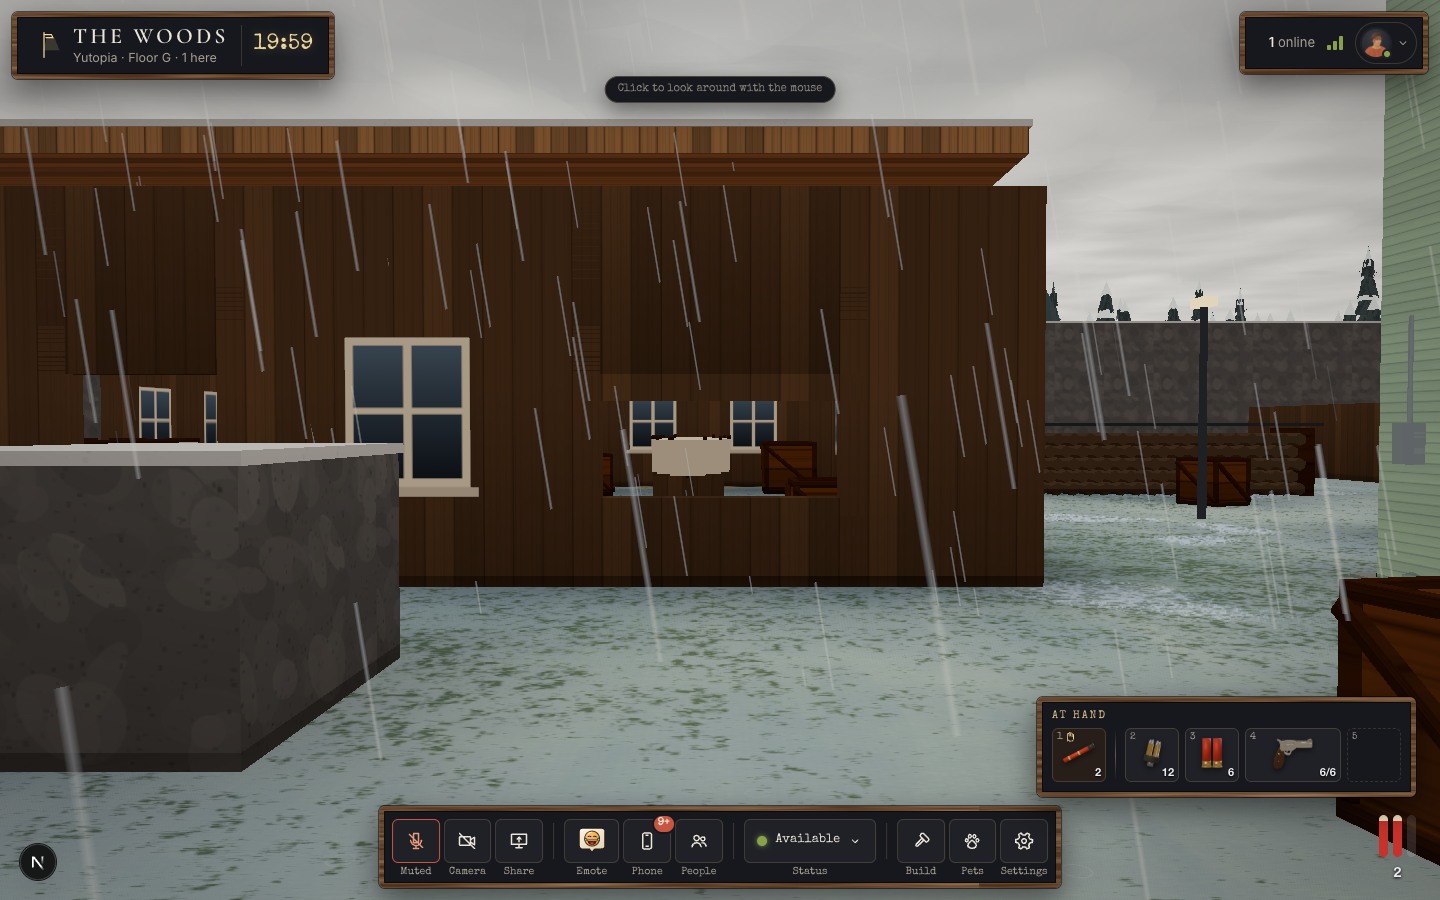 THE WOODS
Yutopia · Floor G · 1 here
19:59
1 online
Click to look around with the mouse
AT HAND
1
2
2
12
3
6
4
6/6
5
9+
Available
Muted
Camera
Share
Emote
Phone
People
Status
Build
Pets
Settings
N
2